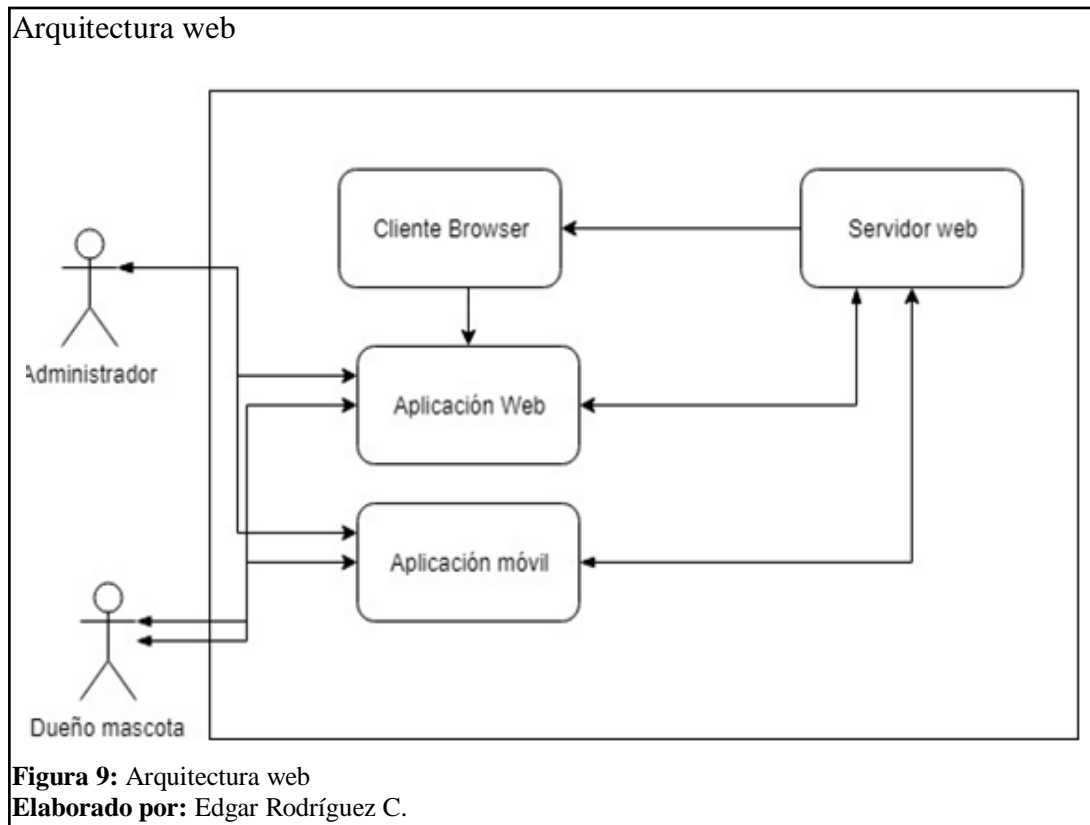 Arquitectura web
Cliente Browser
Servidor web
Administrador
Aplicación Web
Aplicación móvil
Dueño mascota
Figura 9: Arquitectura web
Elaborado por: Edgar Rodríguez C.